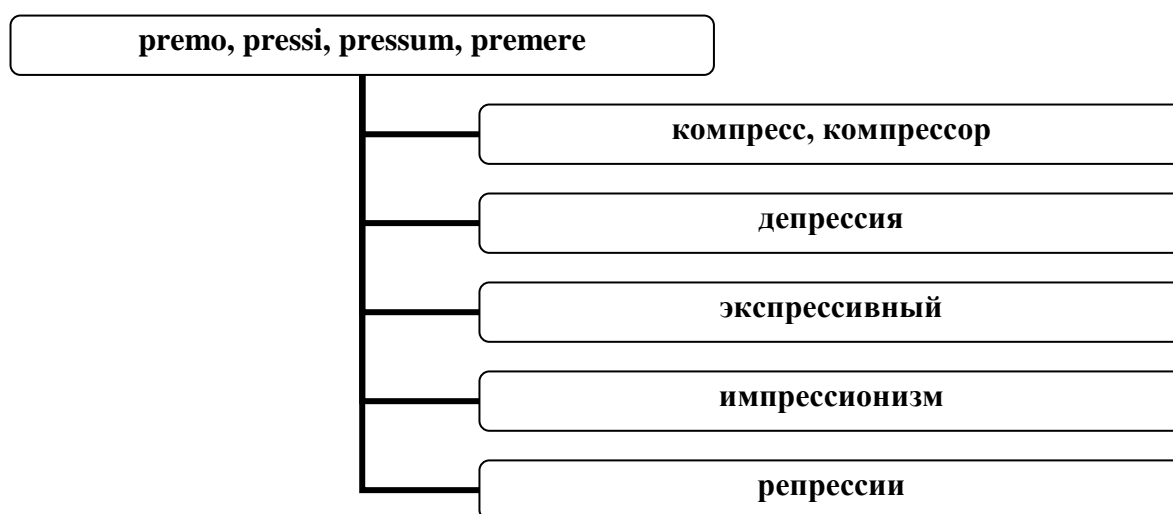 premo, pressi, pressum, premere
компресс, компрессор
депрессия
экспрессивный
импрессионизм
репрессии